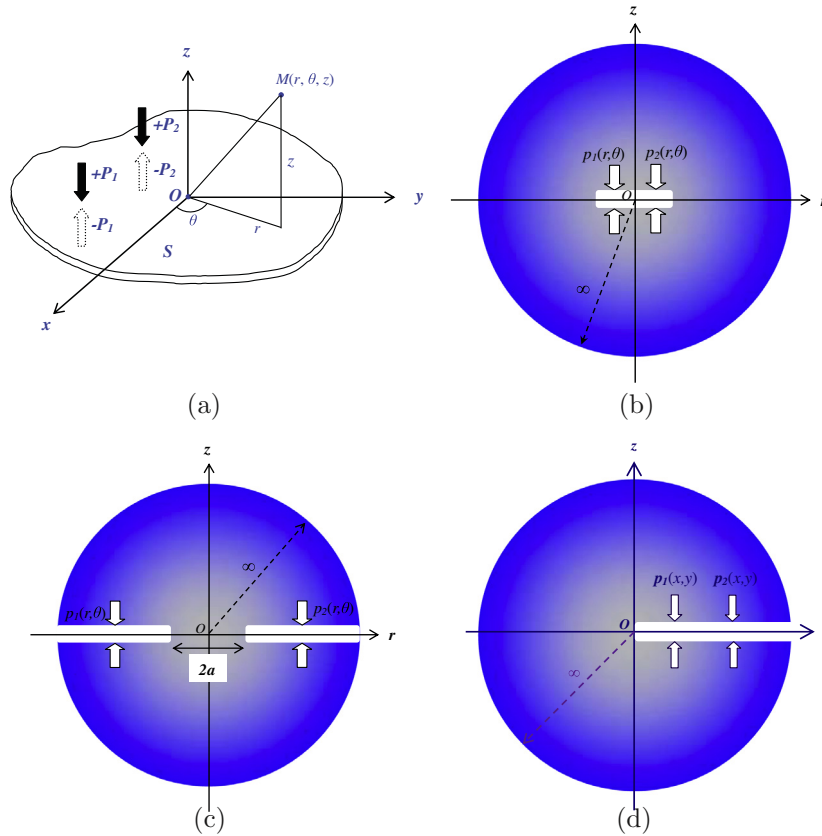 z
M(r, θ, z)
+P₂
-P₂
z
+P₁
O
y
-P₁
θ
r
S
x
(a)
z
p₁(r,θ) p₂(r,θ)
O
∞
(b)
z
∞
p₁(r,θ) p₂(r,θ)
O
r
2a
(c)
z
p₁(x,y) p₂(x,y)
O
∞
(d)